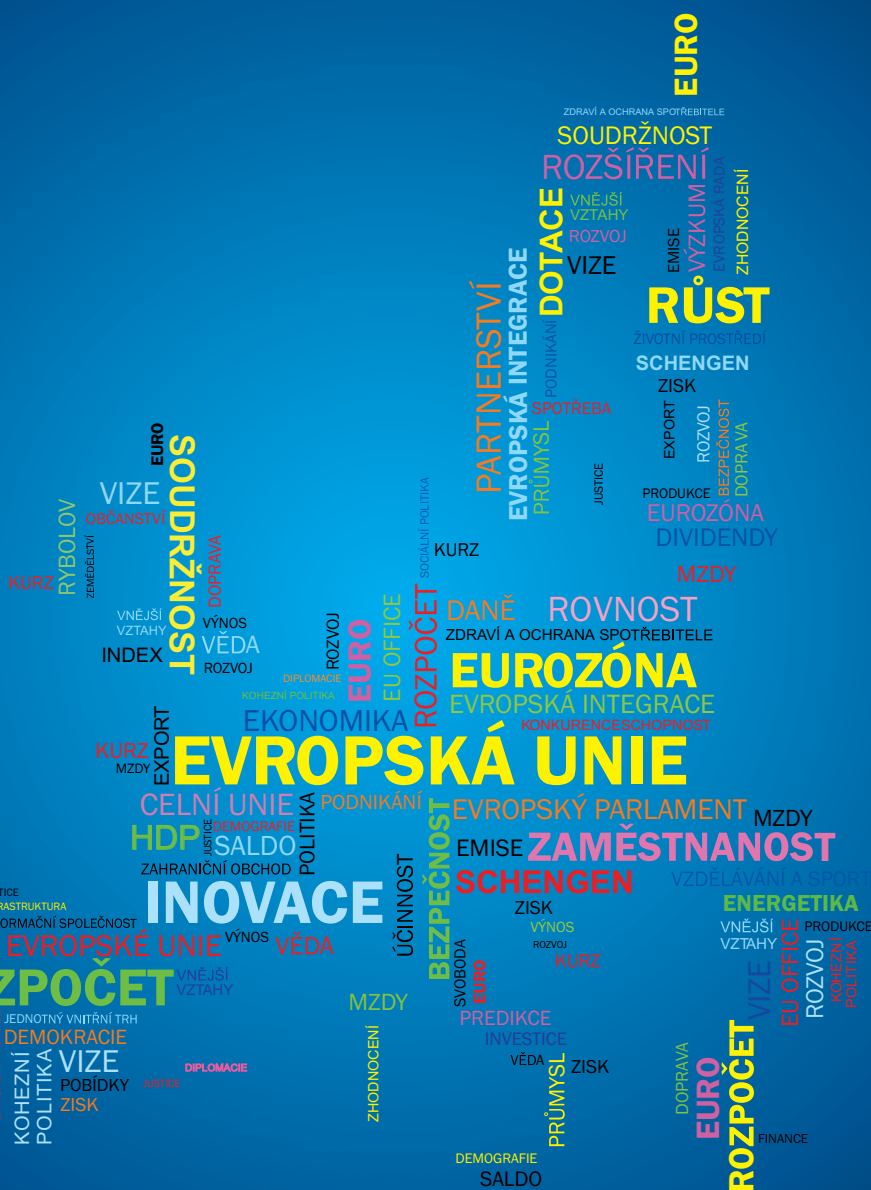 EURO
ZDRAVÍ A OCHRANA SPOTŘEBITELE
SOUDRŽNOST
ROZŠÍŘENÍ
DOTACE
VNĚJŠÍ
VZTAHY
ROZVOJ
VIZE
EMISE
VÝZKUM
EVROPSKÁ RADA
ZHODNOCENÍ
RŮST
ŽIVOTNÍ PROSTŘEDÍ
SCHENGEN
ZISK
PARTNERSTVÍ
EVROPSKÁ INTEGRACE
PODNIKÁNÍ
SPOTŘEBA
PRŮMYSL
JUSTICE
EXPORT
ROZVOJ
BEZPEČNOST
DOPRAVA
PRODUKCE
EUROZÓNA
DIVIDENDY
MZDY
EURO
SOUDRŽNOST
VIZE
OBČANSTVÍ
RYBOLOV
ZEMĚDĚLSTVÍ
KURZ
DOPRAVA
VNĚJŠÍ
VZTAHY
VÝNOS
INDEX
VĚDA
ROZVOJ
SOCIÁLNÍ POLITIKA
KURZ
ROZVOJ
EURO
EU OFFICE
ROZPOČET
DANĚ
ROVNOST
ZDRAVÍ A OCHRANA SPOTŘEBITELE
DIPLOMACIE
KOHEZNÍ POLITIKA
EUROZÓNA
EVROPSKÁ INTEGRACE
EKONOMIKA
KONKURENCESCHOPNOST
KURZ
MZDY
EXPORT
EVROPSKÁ UNIE
CELNÍ UNIE
POLITIKA
PODNIKÁNÍ
BEZPEČNOST
EVROPSKÝ PARLAMENT
MZDY
HDP
JUSTICE
DEMOGRAFIE
SALDO
EMISE
ZAMĚSTNANOST
ZAHRANIČNÍ OBCHOD
ÚČINNOST
SCHENGEN
VZDĚLÁVÁNÍ A SPORT
INOVACE
ZISK
ENERGETIKA
TICE
RASTRUKTURA
ORMAČNÍ SPOLEČNOST
VÝNOS
ROZVOJ
KURZ
VNĚJŠÍ
VZTAHY
PRODUKCE
EVROPSKÉ UNIE
VÝNOS
VĚDA
SVOBODA
EURO
VIZE
EU OFFICE
ROZVOJ
KOHEZNÍ
POLITIKA
ZPOČET
VNĚJŠÍ
VZTAHY
MZDY
JEDNOTNÝ VNITŘNÍ TRH
PREDIKCE
DEMOKRACIE
INVESTICE
KOHEZNÍ
POLITIKA
VIZE
POBÍDKY
ZISK
JUSTICE
DIPLOMACIE
ZHODNOCENÍ
VĚDA
PRŮMYSL
ZISK
DOPRAVA
EURO
ROZPOČET
FINANCE
DEMOGRAFIE
SALDO